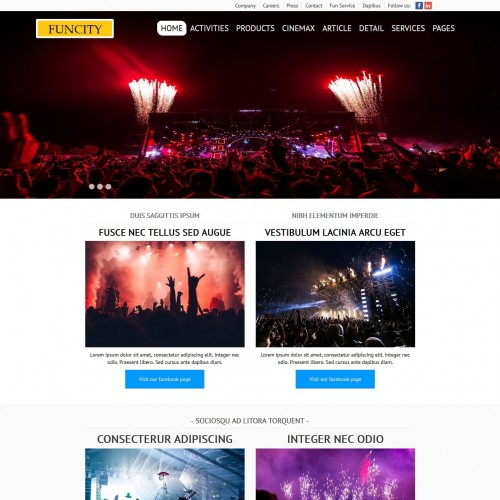 Company Careers Press Contact Fun Service Dapibus Follow us:
FUNCITY
HOME ACTIVITIES PRODUCTS CINEMAX ARTICLE DETAIL SERVICES PAGES
DUIS SAGGITTIS IPSUM
FUSCE NEC TELLUS SED AUGUE
Lorem ipsum dolor sit amet, consectetur adipiscing elit. Integer nec
odio. Praesent libero. Sed cursus ante dapibus diam.
Visit our facebook page
NIBH ELEMENTUM IMPERDIE
VESTIBULUM LACINIA ARCU EGET
Lorem ipsum dolor sit amet, consectetur adipiscing elit. Integer nec
odio. Praesent libero. Sed cursus ante dapibus diam.
Visit our facebook page
- SOCIOSQU AD LITORA TORQUENT -
CONSECTERUR ADIPISCING
INTEGER NEC ODIO